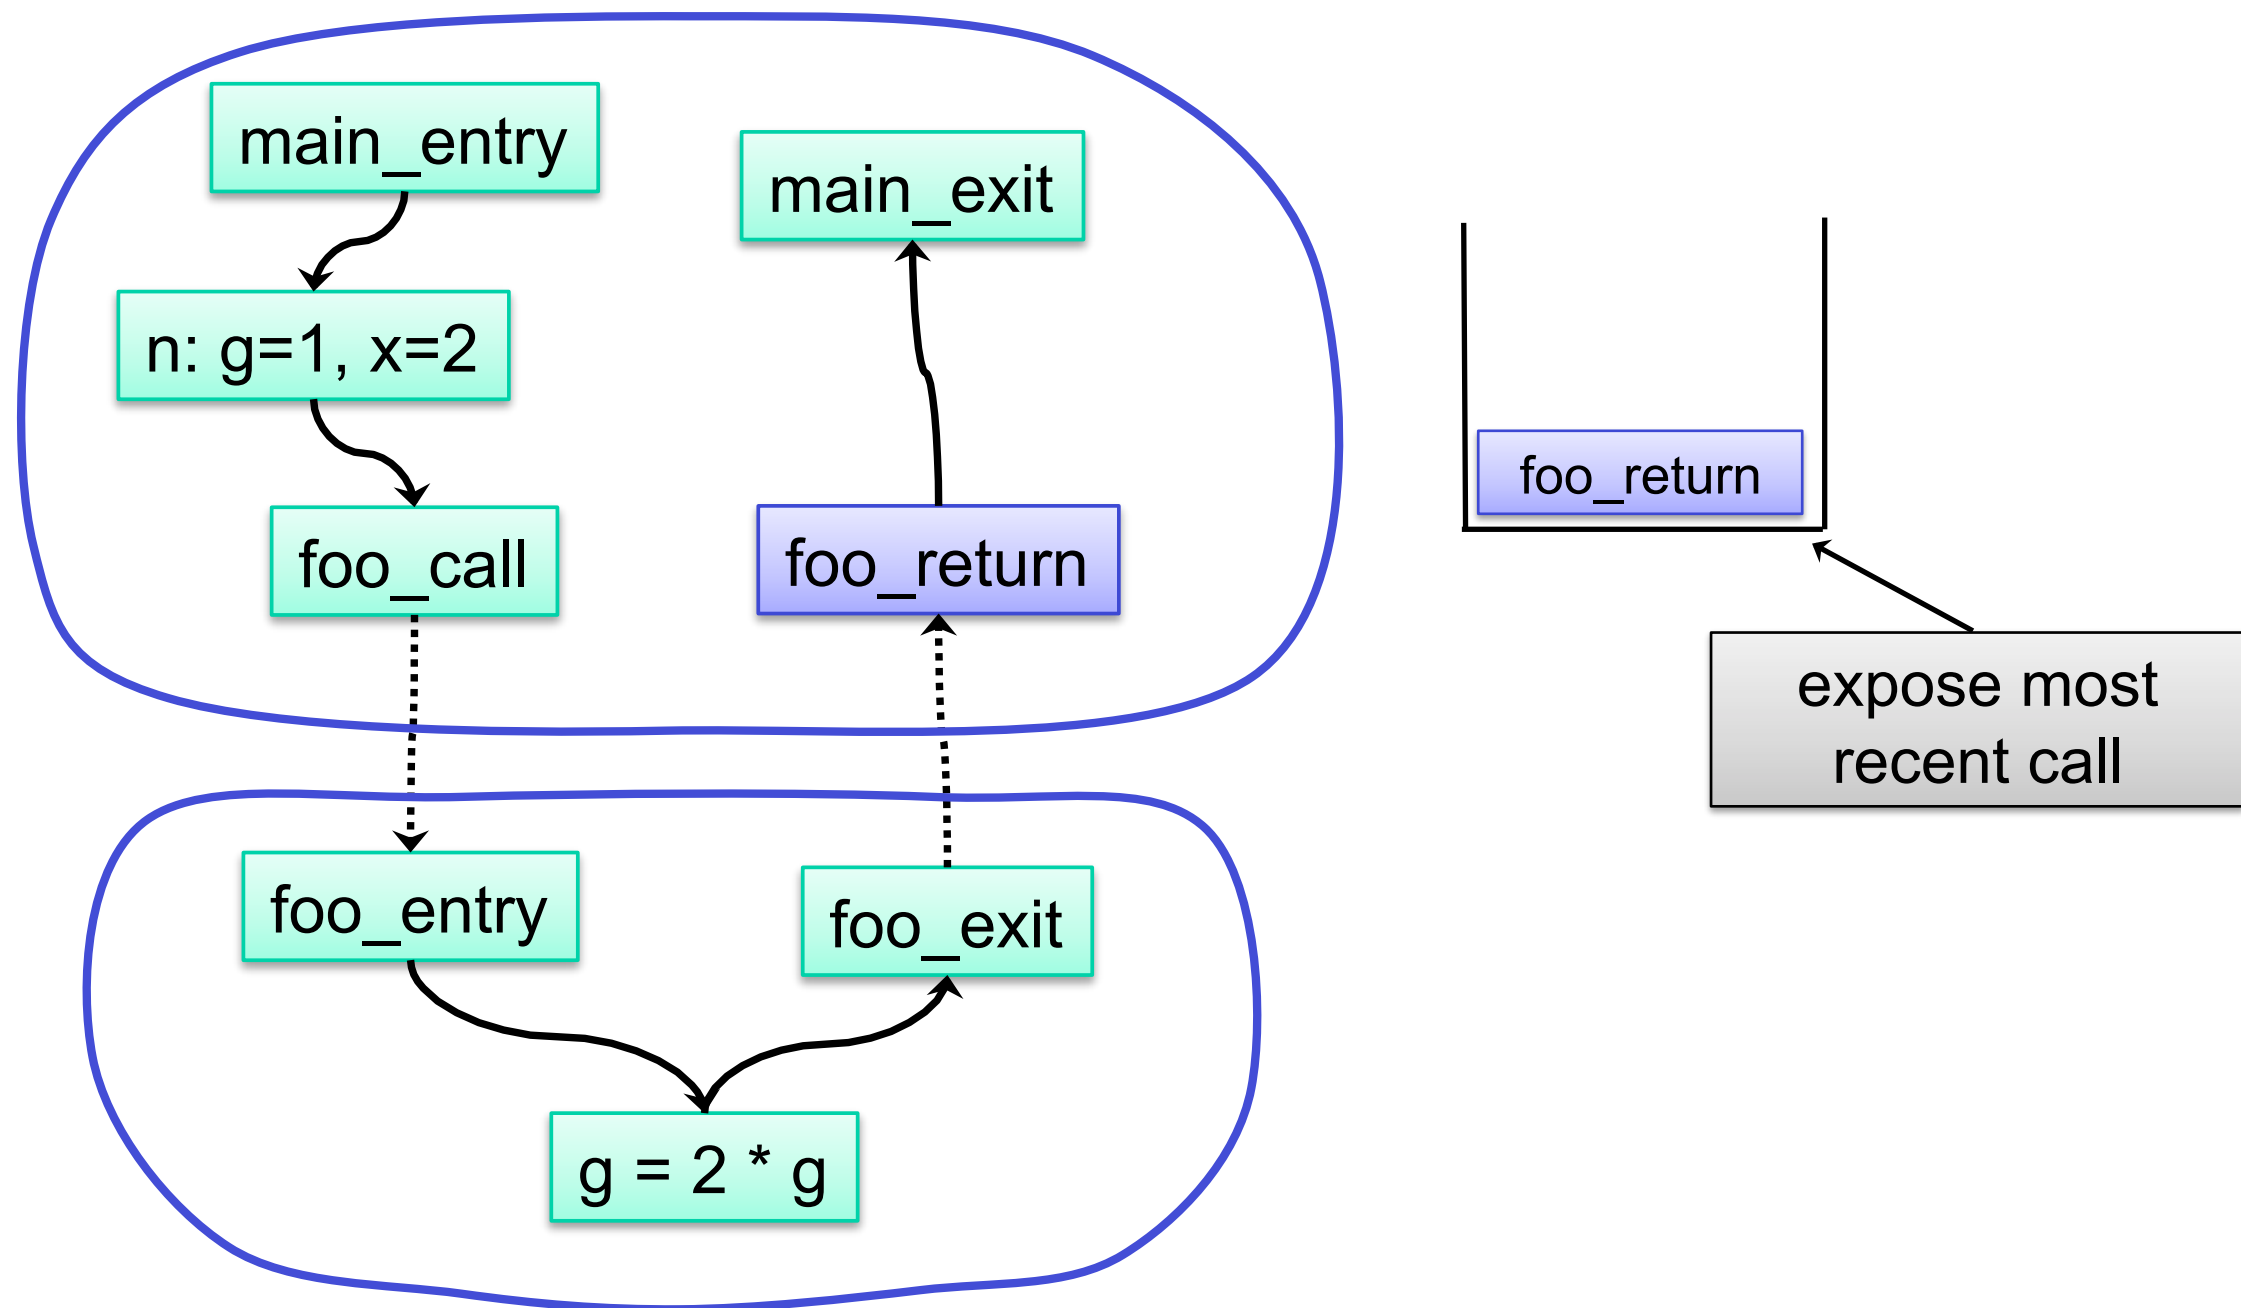 main_entry
main_exit
n: g=1, x=2
foo_call
foo_return
foo_return
expose most
recent call
foo_entry
foo_exit
g = 2 * g